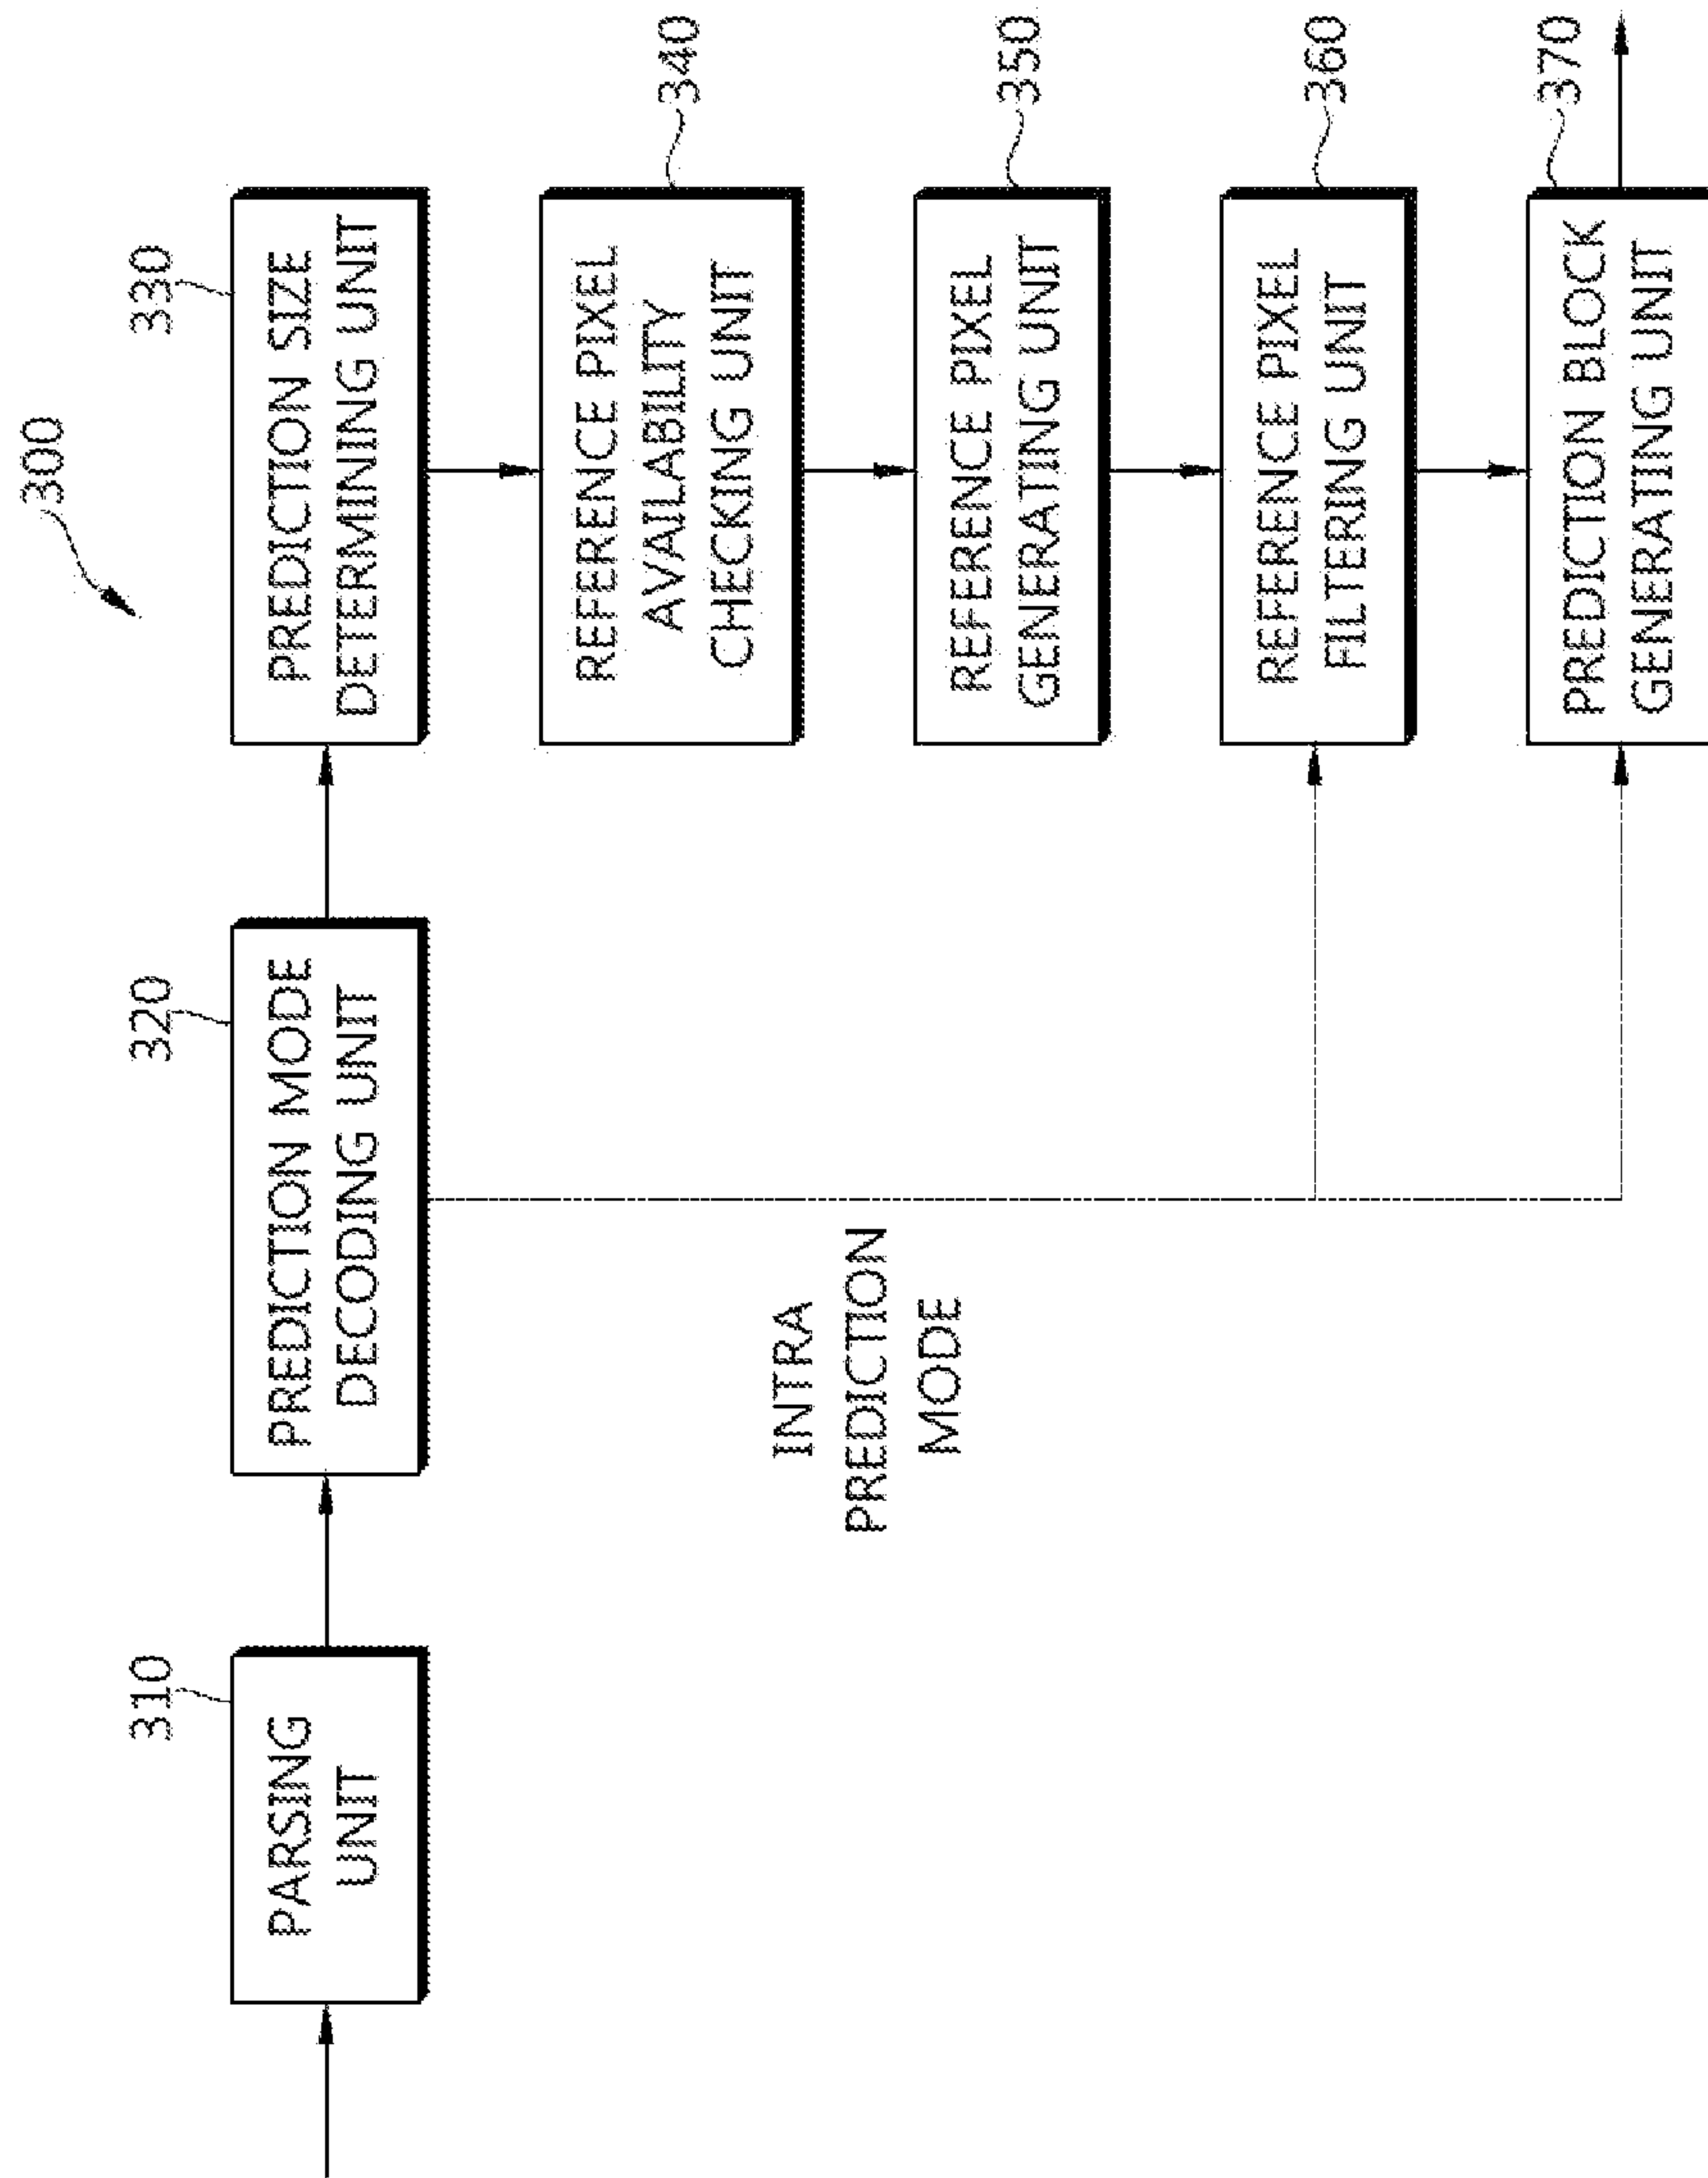 300
310
PARSING
UNIT
320
PREDICTION MODE
DECODING UNIT
330
PREDICTION SIZE
DETERMINING UNIT
340
REFERENCE PIXEL
AVAILABILITY
CHECKING UNIT
350
REFERENCE PIXEL
GENERATING UNIT
INTRA
PREDICTION
MODE
360
REFERENCE PIXEL
FILTERING UNIT
370
PREDICTION BLOCK
GENERATING UNIT